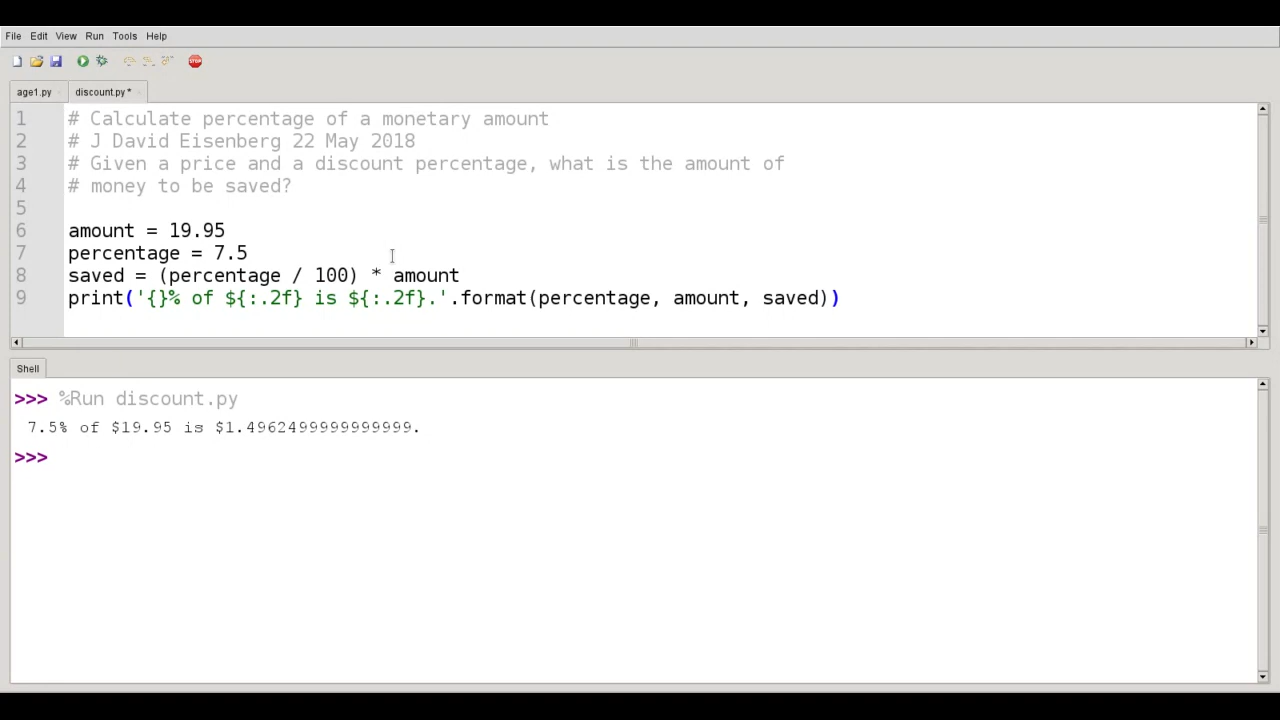 File Edit View Run Tools Help
STOP
age1.py discount.py *
1 # Calculate percentage of a monetary amount
2 # J David Eisenberg 22 May 2018
3 # Given a price and a discount percentage, what is the amount of
4 # money to be saved?
5
6 amount = 19.95
7 percentage = 7.5
8 saved = (percentage / 100) * amount
9 print('{}% of ${:.2f} is ${:.2f}.'.format(percentage, amount, saved))
Shell
>>> %Run discount.py
7.5% of $19.95 is $1.4962499999999999.
>>>